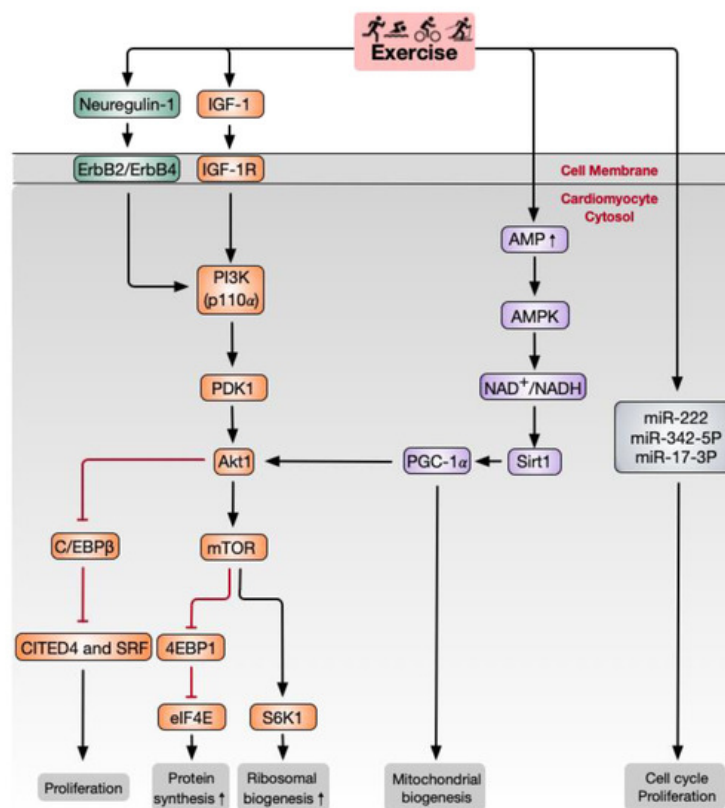 Exercise
Neuregulin-1
IGF-1
ErbB2/ErbB4
IGF-1R
Cell Membrane
Cardiomyocyte
Cytosol
AMP ↑
PI3K
(p110α)
AMPK
PDK1
NAD⁺/NADH
miR-222
miR-342-5P
miR-17-3P
Akt1
PGC-1α
Sirt1
C/EBPβ
mTOR
CITED4 and SRF
4EBP1
eIF4E
S6K1
Proliferation
Protein
synthesis ↑
Ribosomal
biogenesis ↑
Mitochondrial
biogenesis
Cell cycle
Proliferation